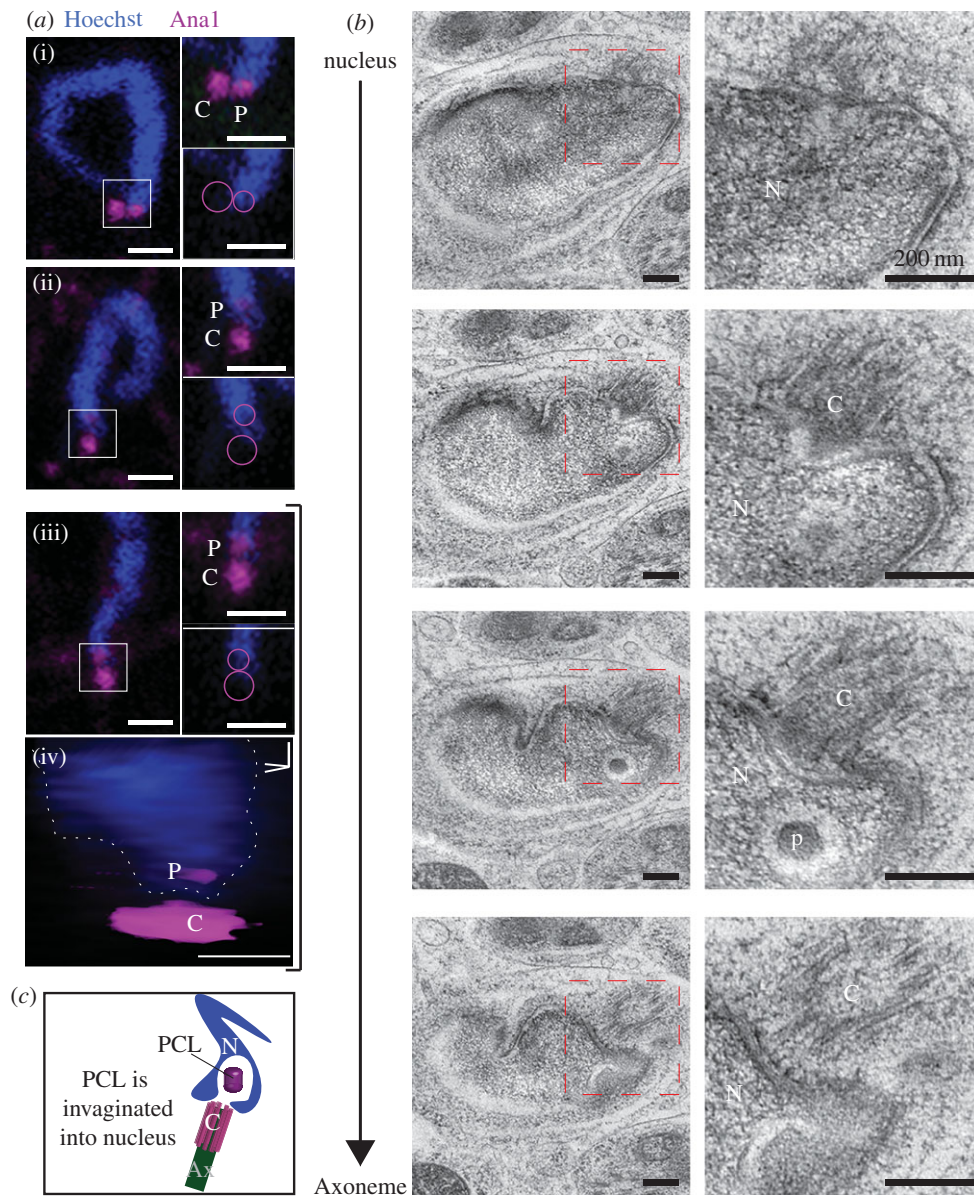 (a) Hoechst Ana1
(i)
C P
(ii)
P
C
(iii)
P
C
(iv)
P
C
(c)
PCL
N
PCL is
invaginated
into nucleus
C
Ax
(b)
nucleus
Axoneme
N
200 nm
C
N
C
N
p
C
N